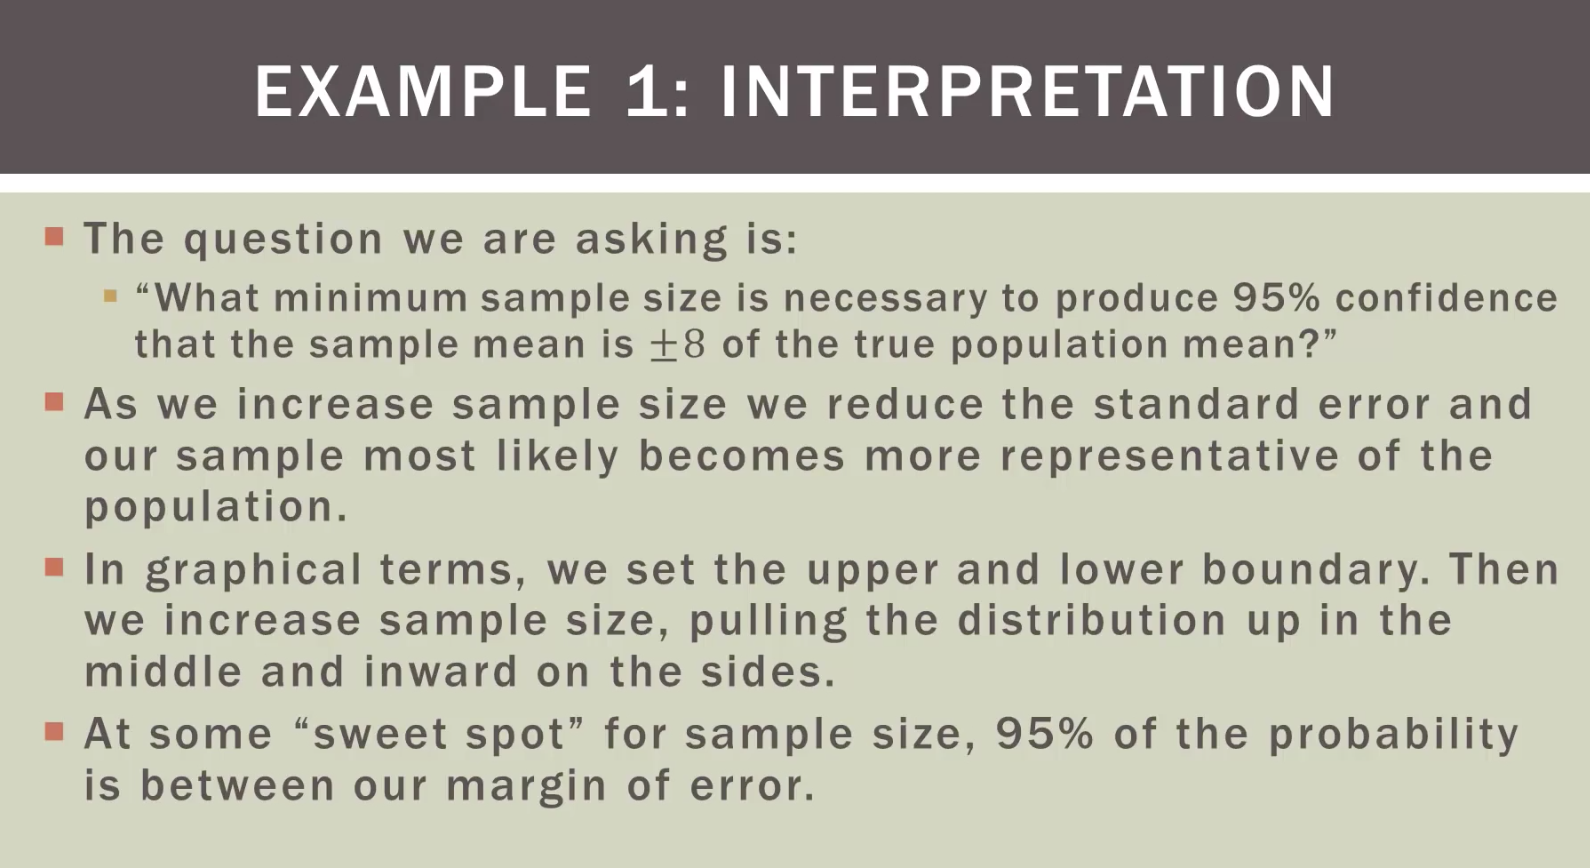 EXAMPLE 1: INTERPRETATION
The question we are asking is:
“What minimum sample size is necessary to produce 95% confidence
that the sample mean is ±8 of the true population mean?”
As we increase sample size we reduce the standard error and
our sample most likely becomes more representative of the
population.
In graphical terms, we set the upper and lower boundary. Then
we increase sample size, pulling the distribution up in the
middle and inward on the sides.
At some “sweet spot” for sample size, 95% of the probability
is between our margin of error.